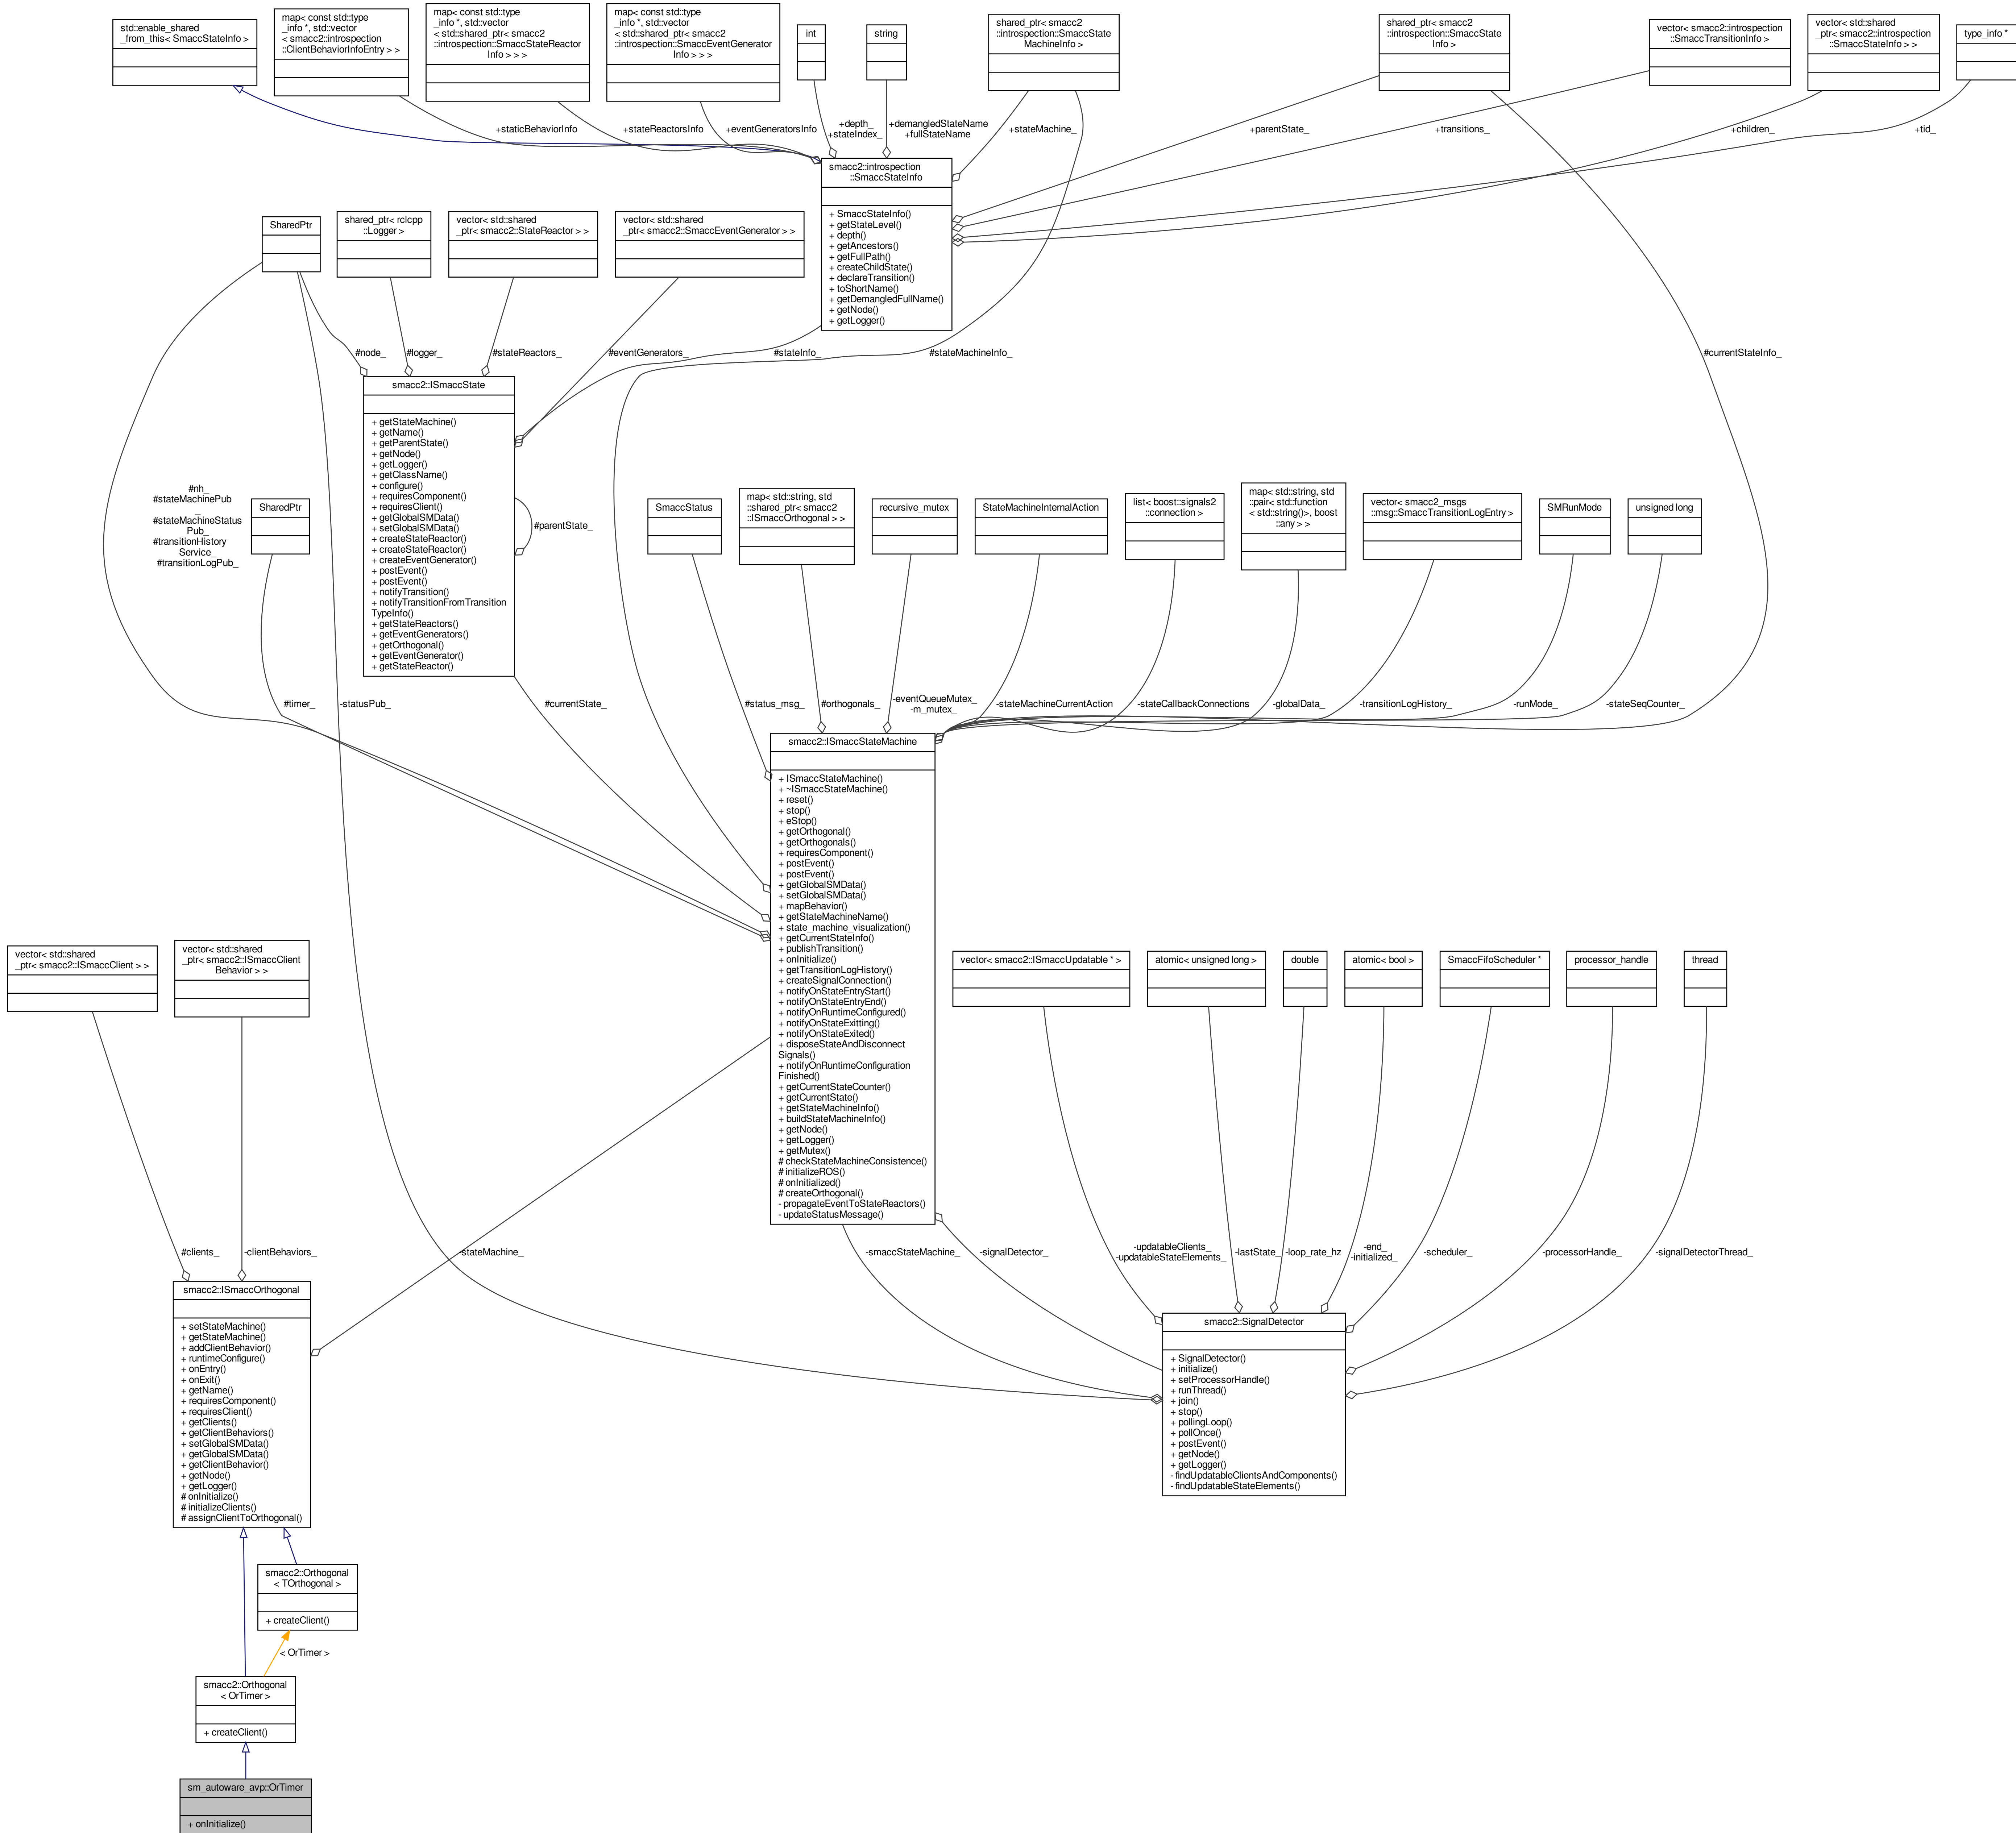 std::enable_shared
_from_this< SmaccStateInfo >
map< const std::type
_info *, std::vector
< smacc2::introspection
::ClientBehaviorInfoEntry > >
map< const std::type
_info *, std::vector
< std::shared_ptr< smacc2
::introspection::SmaccStateReactor
Info > > >
map< const std::type
_info *, std::vector
< std::shared_ptr< smacc2
::introspection::SmaccEventGenerator
Info > > >
int
string
shared_ptr< smacc2
::introspection::SmaccState
MachineInfo >
shared_ptr< smacc2
::introspection::SmaccState
Info >
vector< smacc2::introspection
::SmaccTransitionInfo >
vector< std::shared
_ptr< smacc2::introspection
::SmaccStateInfo > >
type_info *
+staticBehaviorInfo
+stateReactorsInfo
+eventGeneratorsInfo
+depth_
+stateIndex_
+demangledStateName
+fullStateName
+stateMachine_
+parentState_
+transitions_
+children_
+tid_
smacc2::introspection
::SmaccStateInfo
+ SmaccStateInfo()
+ getStateLevel()
+ depth()
+ getAncestors()
+ getFullPath()
+ createChildState()
+ declareTransition()
+ toShortName()
+ getDemangledFullName()
+ getNode()
+ getLogger()
SharedPtr
shared_ptr< rclcpp
::Logger >
vector< std::shared
_ptr< smacc2::StateReactor > >
vector< std::shared
_ptr< smacc2::SmaccEventGenerator > >
#node_
#logger_
#stateReactors_
#eventGenerators_
#stateInfo_
#stateMachineInfo_
#currentStateInfo_
smacc2::ISmaccState
+ getStateMachine()
+ getName()
+ getParentState()
+ getNode()
+ getLogger()
+ getClassName()
+ configure()
+ requiresComponent()
+ requiresClient()
+ getGlobalSMData()
+ setGlobalSMData()
+ createStateReactor()
+ createStateReactor()
+ createEventGenerator()
+ postEvent()
+ postEvent()
+ notifyTransition()
+ notifyTransitionFromTransition
TypeInfo()
+ getStateReactors()
+ getEventGenerators()
+ getOrthogonal()
+ getEventGenerator()
+ getStateReactor()
#parentState_
#nh_
#stateMachinePub
_
#stateMachineStatus
Pub_
#transitionHistory
Service_
#transitionLogPub_
SharedPtr
SmaccStatus
map< std::string, std
::shared_ptr< smacc2
::ISmaccOrthogonal > >
recursive_mutex
StateMachineInternalAction
list< boost::signals2
::connection >
map< std::string, std
::pair< std::function
< std::string()>, boost
::any > >
vector< smacc2_msgs
::msg::SmaccTransitionLogEntry >
SMRunMode
unsigned long
#timer_
-statusPub_
#currentState_
#status_msg_
#orthogonals_
-eventQueueMutex_
-m_mutex_
-stateMachineCurrentAction
-stateCallbackConnections
-globalData_
-transitionLogHistory_
-runMode_
-stateSeqCounter_
smacc2::ISmaccStateMachine
+ ISmaccStateMachine()
+ ~ISmaccStateMachine()
+ reset()
+ stop()
+ eStop()
+ getOrthogonal()
+ getOrthogonals()
+ requiresComponent()
+ postEvent()
+ postEvent()
+ getGlobalSMData()
+ setGlobalSMData()
+ mapBehavior()
+ getStateMachineName()
+ state_machine_visualization()
+ getCurrentStateInfo()
+ publishTransition()
+ onInitialize()
+ getTransitionLogHistory()
+ createSignalConnection()
+ notifyOnStateEntryStart()
+ notifyOnStateEntryEnd()
+ notifyOnRuntimeConfigured()
+ notifyOnStateExitting()
+ notifyOnStateExited()
+ disposeStateAndDisconnect
Signals()
+ notifyOnRuntimeConfiguration
Finished()
+ getCurrentStateCounter()
+ getCurrentState()
+ getStateMachineInfo()
+ buildStateMachineInfo()
+ getNode()
+ getLogger()
+ getMutex()
# checkStateMachineConsistence()
# initializeROS()
# onInitialized()
# createOrthogonal()
- propagateEventToStateReactors()
- updateStatusMessage()
vector< std::shared
_ptr< smacc2::ISmaccClient > >
vector< std::shared
_ptr< smacc2::ISmaccClient
Behavior > >
vector< smacc2::ISmaccUpdatable * >
atomic< unsigned long >
double
atomic< bool >
SmaccFifoScheduler *
processor_handle
thread
#clients_
-clientBehaviors_
-stateMachine_
-smaccStateMachine_
-signalDetector_
-updatableClients_
-updatableStateElements_
-lastState_
-loop_rate_hz
-end_
-initialized_
-scheduler_
-processorHandle_
-signalDetectorThread_
smacc2::ISmaccOrthogonal
+ setStateMachine()
+ getStateMachine()
+ addClientBehavior()
+ runtimeConfigure()
+ onEntry()
+ onExit()
+ getName()
+ requiresComponent()
+ requiresClient()
+ getClients()
+ getClientBehaviors()
+ setGlobalSMData()
+ getGlobalSMData()
+ getClientBehavior()
+ getNode()
+ getLogger()
# onInitialize()
# initializeClients()
# assignClientToOrthogonal()
smacc2::SignalDetector
+ SignalDetector()
+ initialize()
+ setProcessorHandle()
+ runThread()
+ join()
+ stop()
+ pollingLoop()
+ pollOnce()
+ postEvent()
+ getNode()
+ getLogger()
- findUpdatableClientsAndComponents()
- findUpdatableStateElements()
smacc2::Orthogonal
< TOrthogonal >
+ createClient()
< OrTimer >
smacc2::Orthogonal
< OrTimer >
+ createClient()
sm_autoware_avp::OrTimer
+ onInitialize()